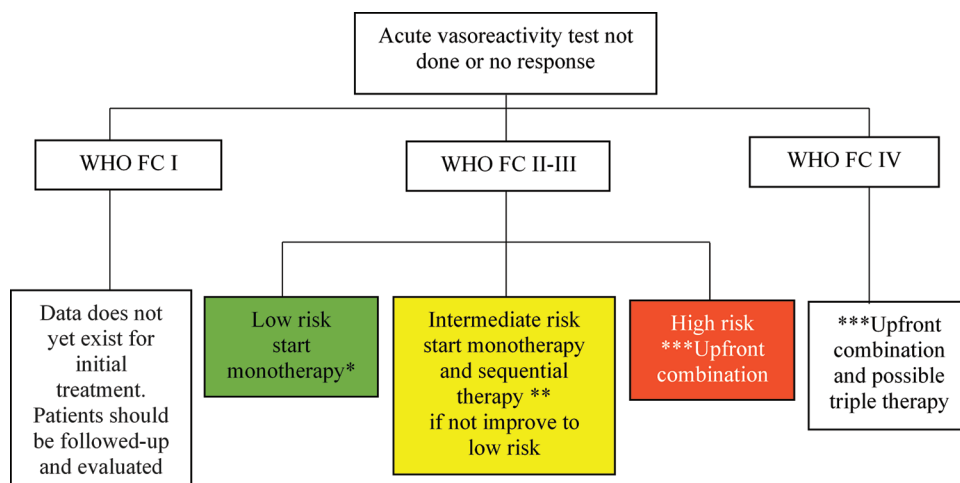 Acute vasoreactivity test not
done or no response
WHO FC I
WHO FC II-III
WHO FC IV
Data does not
yet exist for
initial
treatment.
Patients should
be followed-up
and evaluated
Low risk
start
monotherapy*
Intermediate risk
start monotherapy
and sequential
therapy **
if not improve to
low risk
High risk
***Upfront
combination
***Upfront
combination
and possible
triple therapy